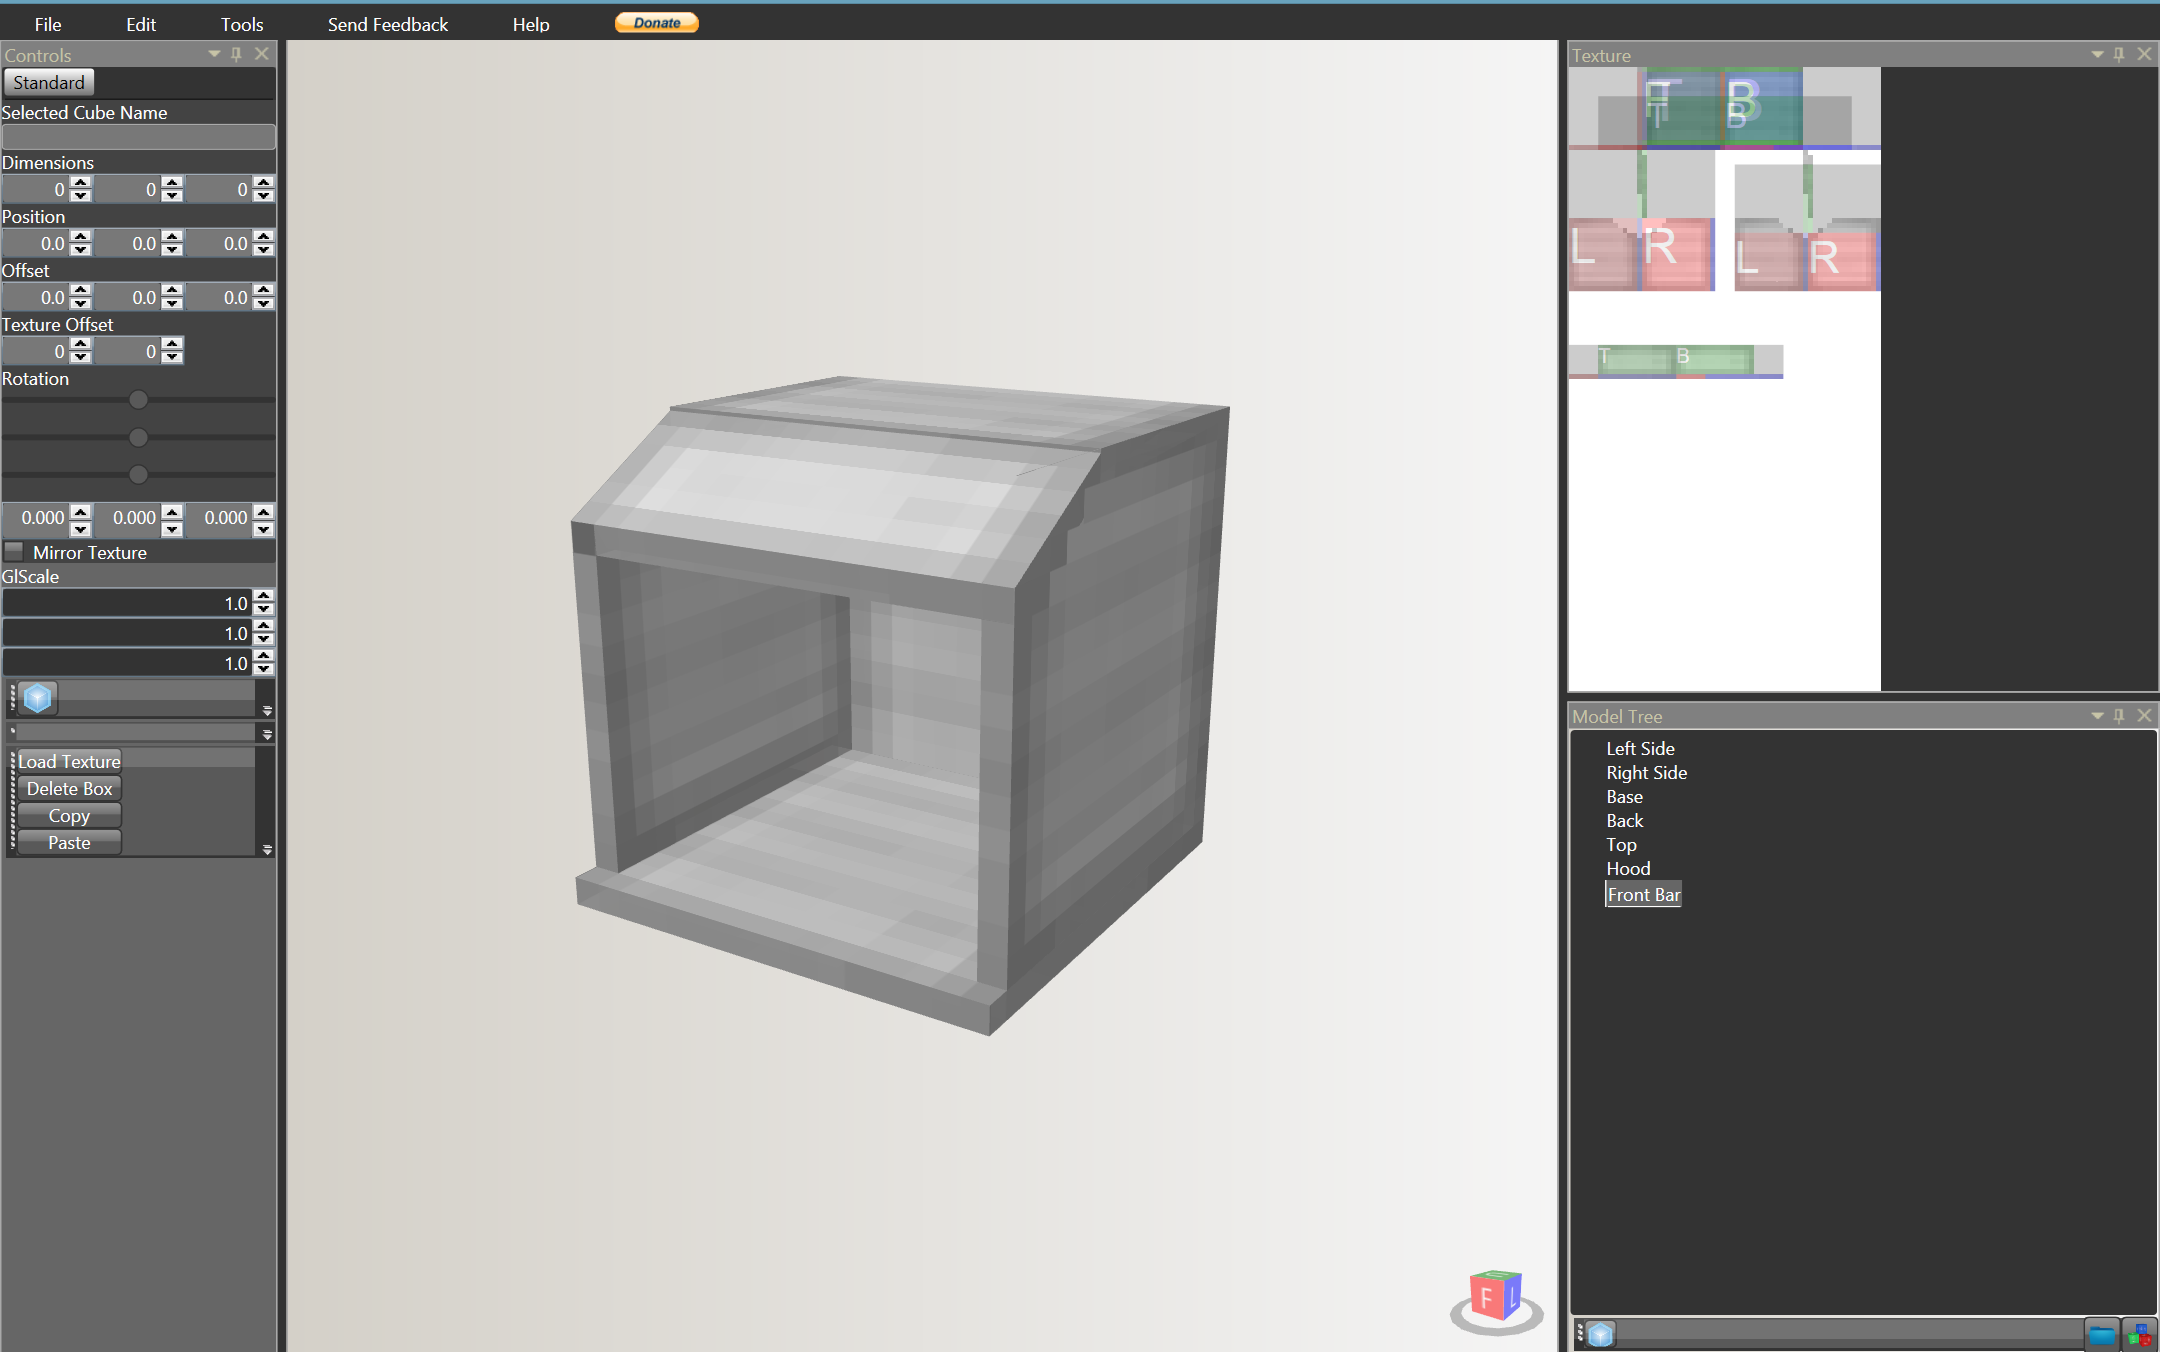 File Edit Tools Send Feedback Help Donate
Controls
Standard
Selected Cube Name
Dimensions
0 0 0
Position
0.0 0.0 0.0
Offset
0.0 0.0 0.0
Texture Offset
0 0
Rotation
0.000 0.000 0.000
Mirror Texture
GlScale
1.0
1.0
1.0
Load Texture
Delete Box
Copy
Paste
F L
Texture
T B
T B
L R L R
T B
Model Tree
Left Side
Right Side
Base
Back
Top
Hood
Front Bar